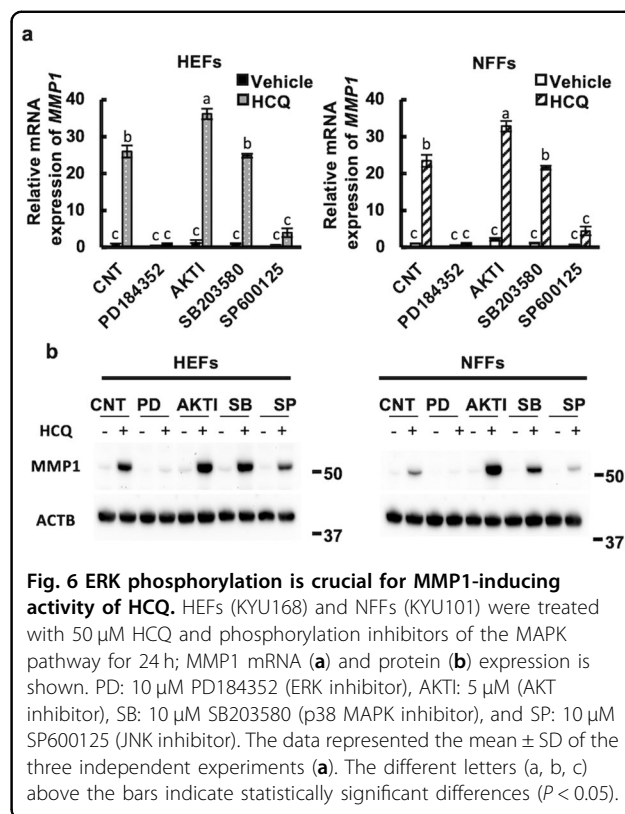 a
HEFs
NFFs
Vehicle
HCQ
Vehicle
HCQ
Relative mRNA
expression of MMP1
40
30
20
10
0
c
b
c
c
c
a
c
b
c
c
CNT
PD184352
AKTI
SB203580
SP600125
Relative mRNA
expression of MMP1
40
30
20
10
0
c
b
c
c
c
a
c
b
c
c
CNT
PD184352
AKTI
SB203580
SP600125
b
HEFs
NFFs
CNT PD AKTI SB SP
CNT PD AKTI SB SP
HCQ - + - + - + - + - +
- + - + - + - + - +
MMP1
-50
-50
ACTB
-37
-37
Fig. 6 ERK phosphorylation is crucial for MMP1-inducing
activity of HCQ. HEFs (KYU168) and NFFs (KYU101) were treated
with 50 μM HCQ and phosphorylation inhibitors of the MAPK
pathway for 24 h; MMP1 mRNA (a) and protein (b) expression is
shown. PD: 10 μM PD184352 (ERK inhibitor), AKTI: 5 μM (AKT
inhibitor), SB: 10 μM SB203580 (p38 MAPK inhibitor), and SP: 10 μM
SP600125 (JNK inhibitor). The data represented the mean ± SD of the
three independent experiments (a). The different letters (a, b, c)
above the bars indicate statistically significant differences (P < 0.05).